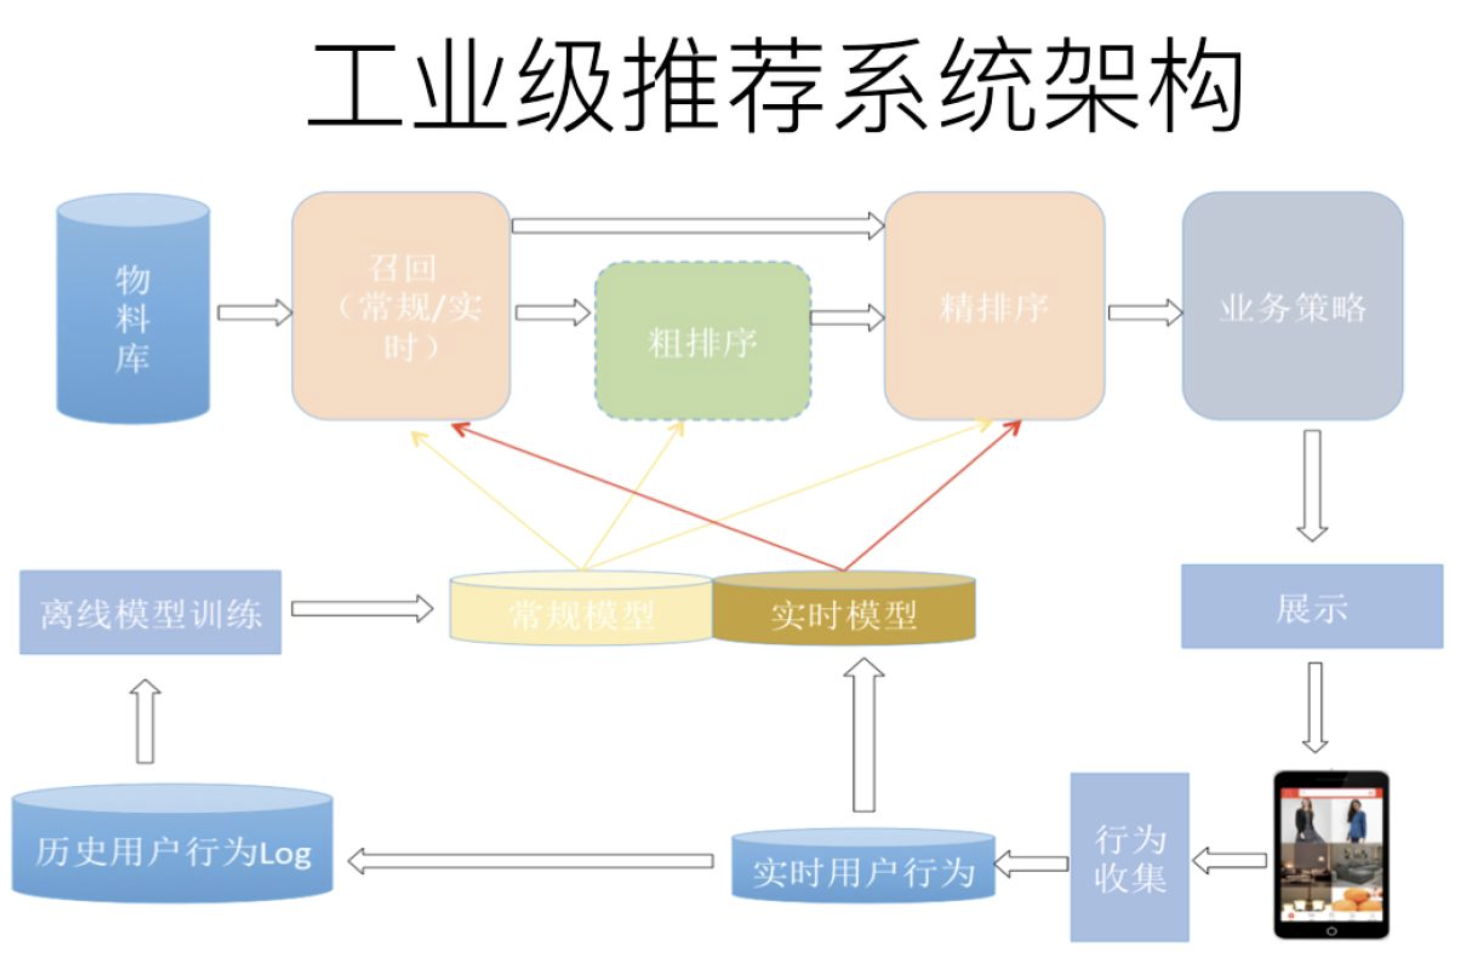 工业级推荐系统架构
物
料
库
召回
（常规/实
时）
粗排序
精排序
业务策略
离线模型训练
常规模型
实时模型
展示
历史用户行为Log
实时用户行为
行为
收集